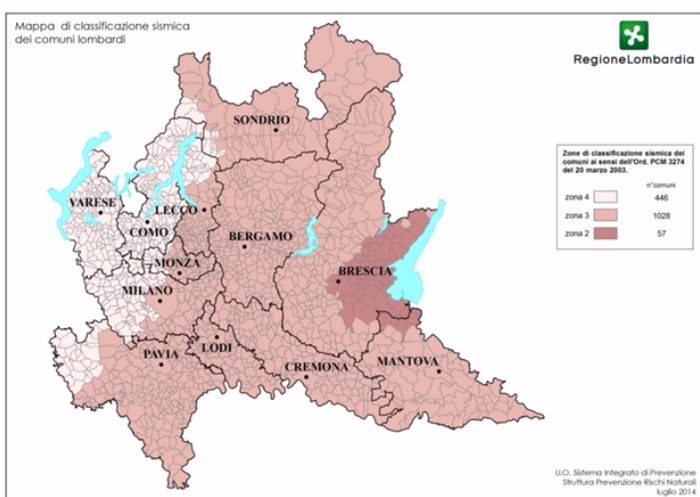 Mappa di classificazione sismica
dei comuni lombardi
RegioneLombardia
Zone di classificazione sismica dei
comuni ai sensi dell'Ord. PCM 3274
del 20 marzo 2003.
n°comuni
zona 4 446
zona 3 1028
zona 2 57
SONDRIO
VARESE
LECCO
COMO
BERGAMO
MONZA
BRESCIA
MILANO
LODI
PAVIA
CREMONA
MANTOVA
U.O. Sistema Integrato di Prevenzione
Struttura Prevenzione Rischi Naturali
luglio 2014